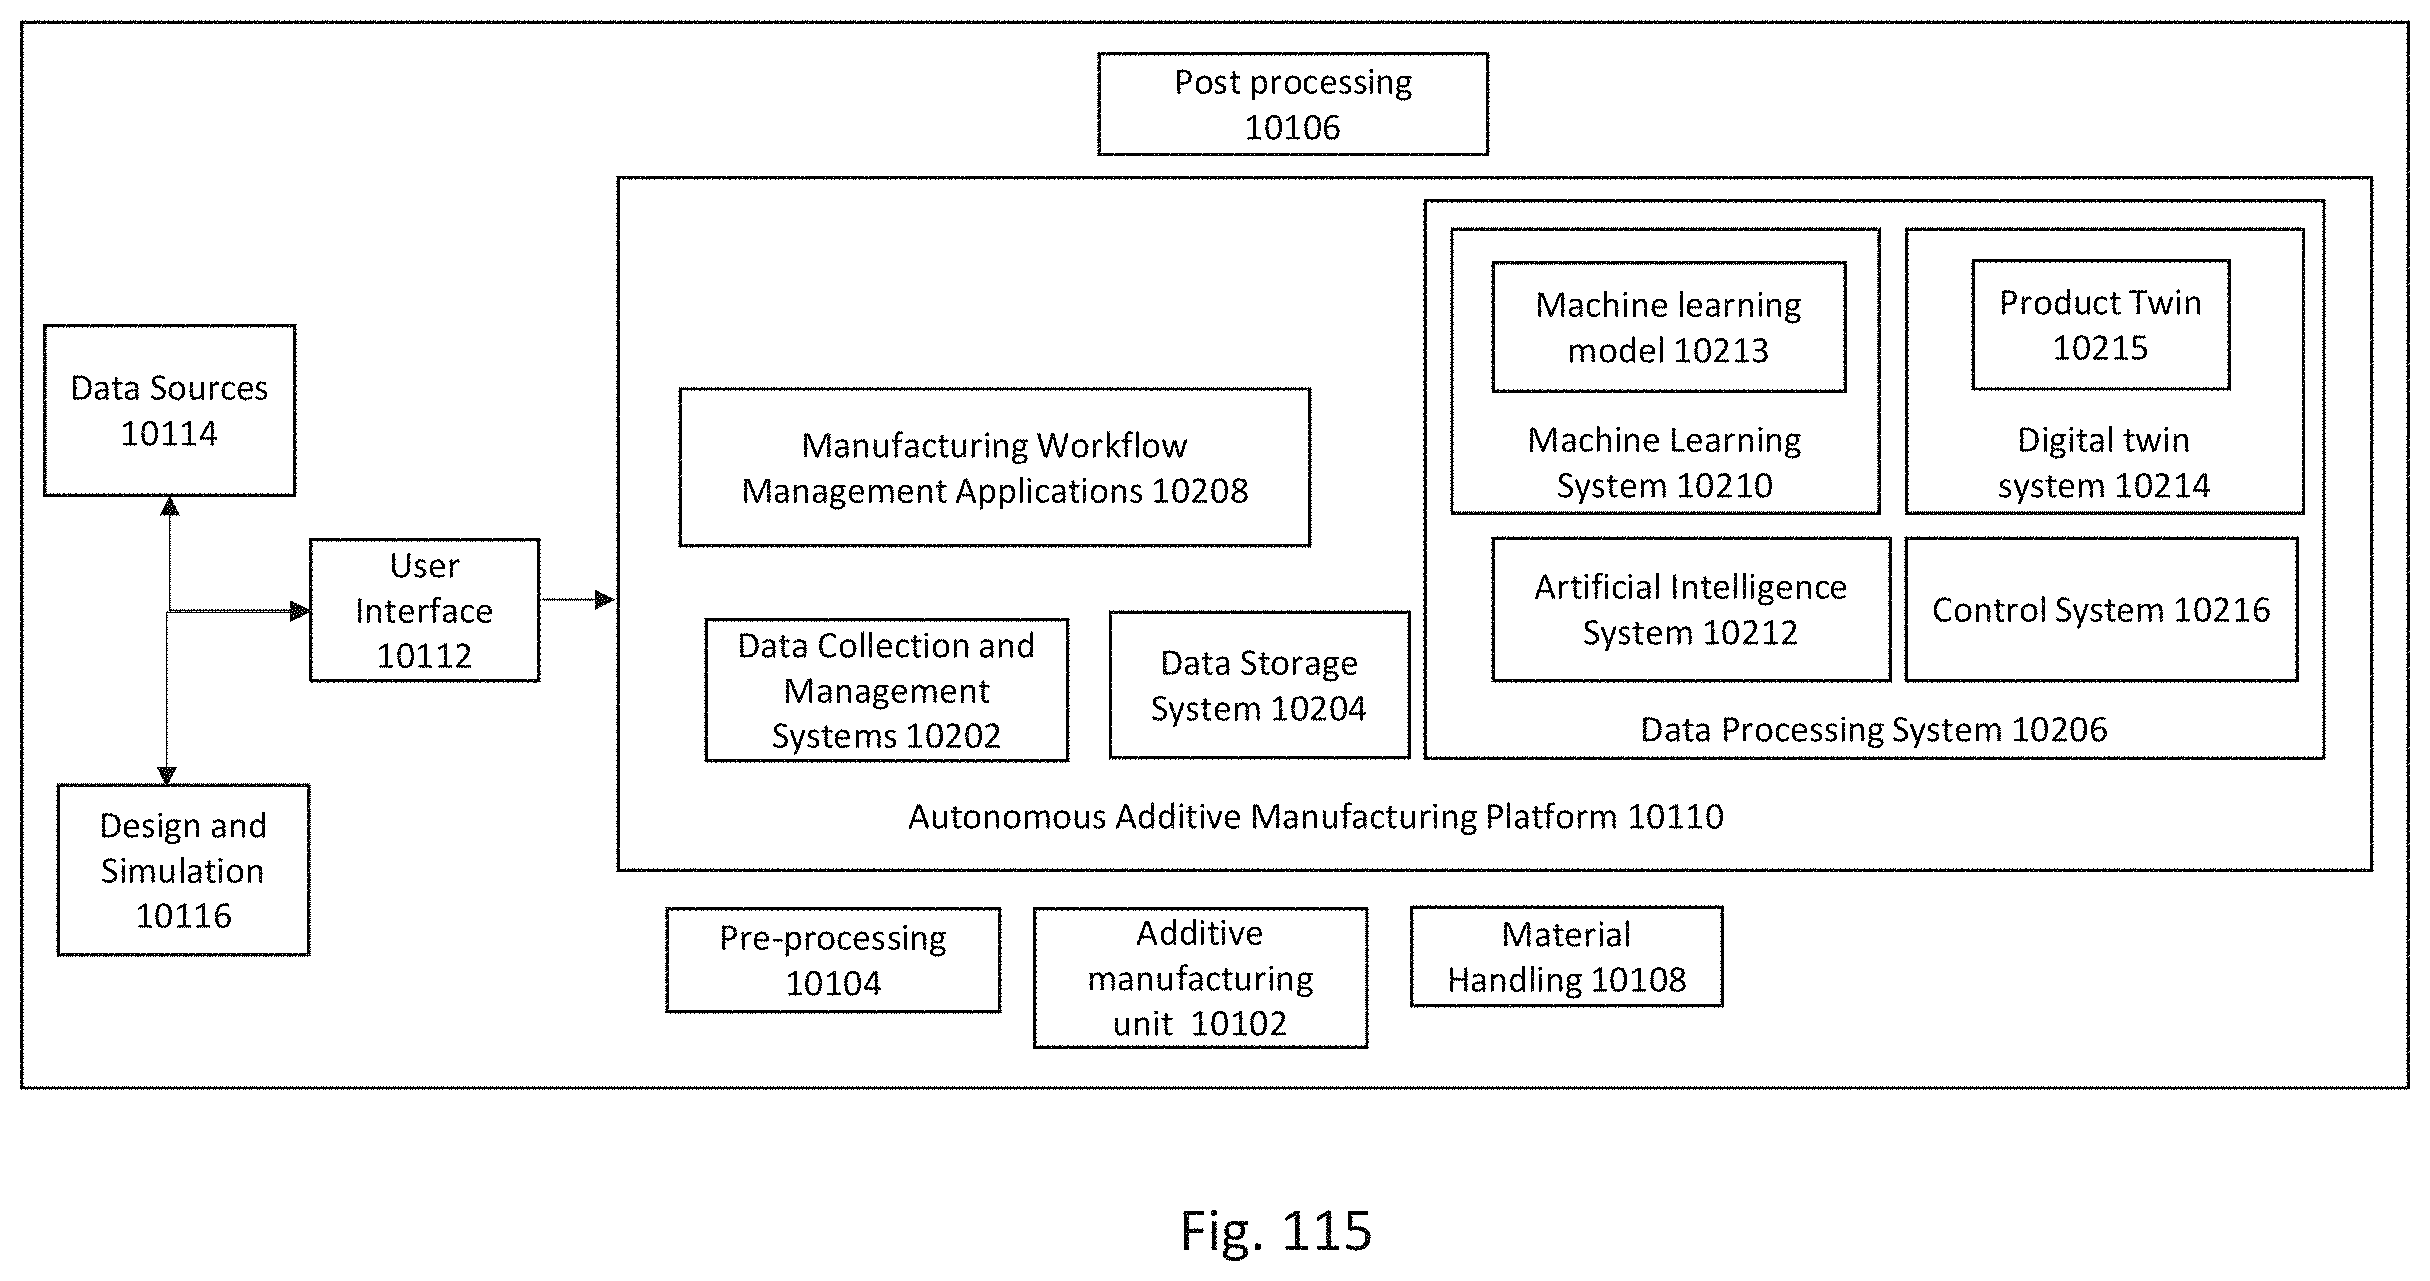 Post processing
10106
Machine learning
model 10213
Machine Learning
System 10210
Product Twin
10215
Digital twin
system 10214
Data Sources
10114
Manufacturing Workflow
Management Applications 10208
User
Interface
10112
Artificial Intelligence
System 10212
Control System 10216
Data Collection and
Management
Systems 10202
Data Storage
System 10204
Data Processing System 10206
Autonomous Additive Manufacturing Platform 10110
Design and
Simulation
10116
Pre-processing
10104
Additive
manufacturing
unit 10102
Material
Handling 10108
Fig. 115